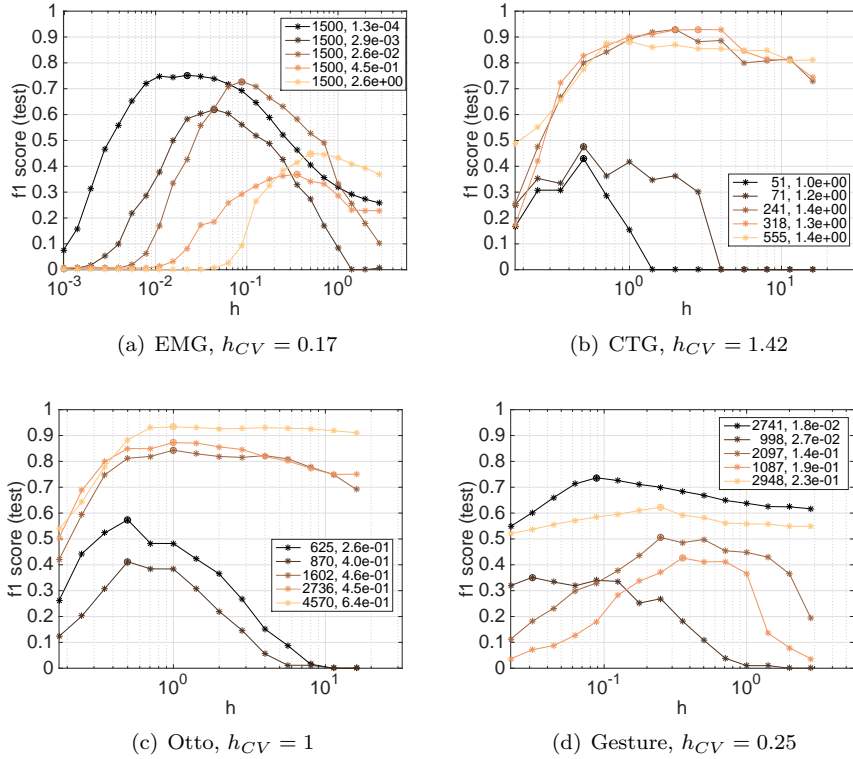 1
0.9
0.8
0.7
0.6
0.5
0.4
0.3
0.2
0.1
0
f1 score (test)
10^-3
10^-2
10^-1
10^0
h
1500, 1.3e-04
1500, 2.9e-03
1500, 2.6e-02
1500, 4.5e-01
1500, 2.6e+00
(a) EMG, h_CV = 0.17
1
0.9
0.8
0.7
0.6
0.5
0.4
0.3
0.2
0.1
0
f1 score (test)
10^0
10^1
h
51, 1.0e+00
71, 1.2e+00
241, 1.4e+00
318, 1.3e+00
555, 1.4e+00
(b) CTG, h_CV = 1.42
1
0.9
0.8
0.7
0.6
0.5
0.4
0.3
0.2
0.1
0
f1 score (test)
10^0
10^1
h
625, 2.6e-01
870, 4.0e-01
1602, 4.6e-01
2736, 4.5e-01
4570, 6.4e-01
(c) Otto, h_CV = 1
1
0.9
0.8
0.7
0.6
0.5
0.4
0.3
0.2
0.1
0
f1 score (test)
10^-1
10^0
h
2741, 1.8e-02
998, 2.7e-02
2097, 1.4e-01
1087, 1.9e-01
2948, 2.3e-01
(d) Gesture, h_CV = 0.25